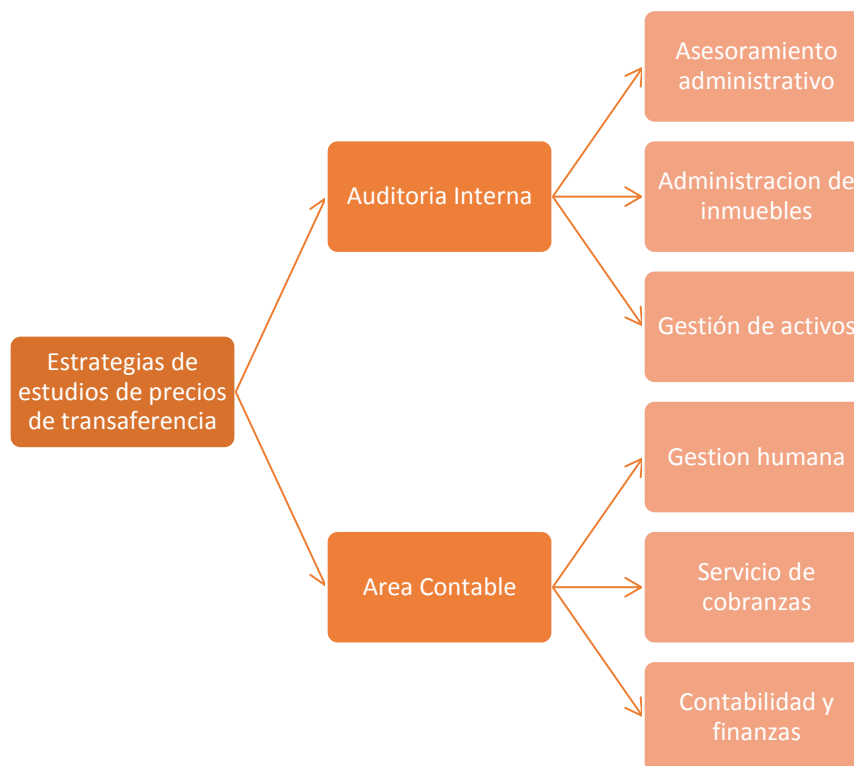 Asesoramiento
administrativo
Auditoria Interna
Administracion de
inmuebles
Gestión de activos
Estrategias de
estudios de precios
de transaferencia
Gestion humana
Area Contable
Servicio de
cobranzas
Contabilidad y
finanzas